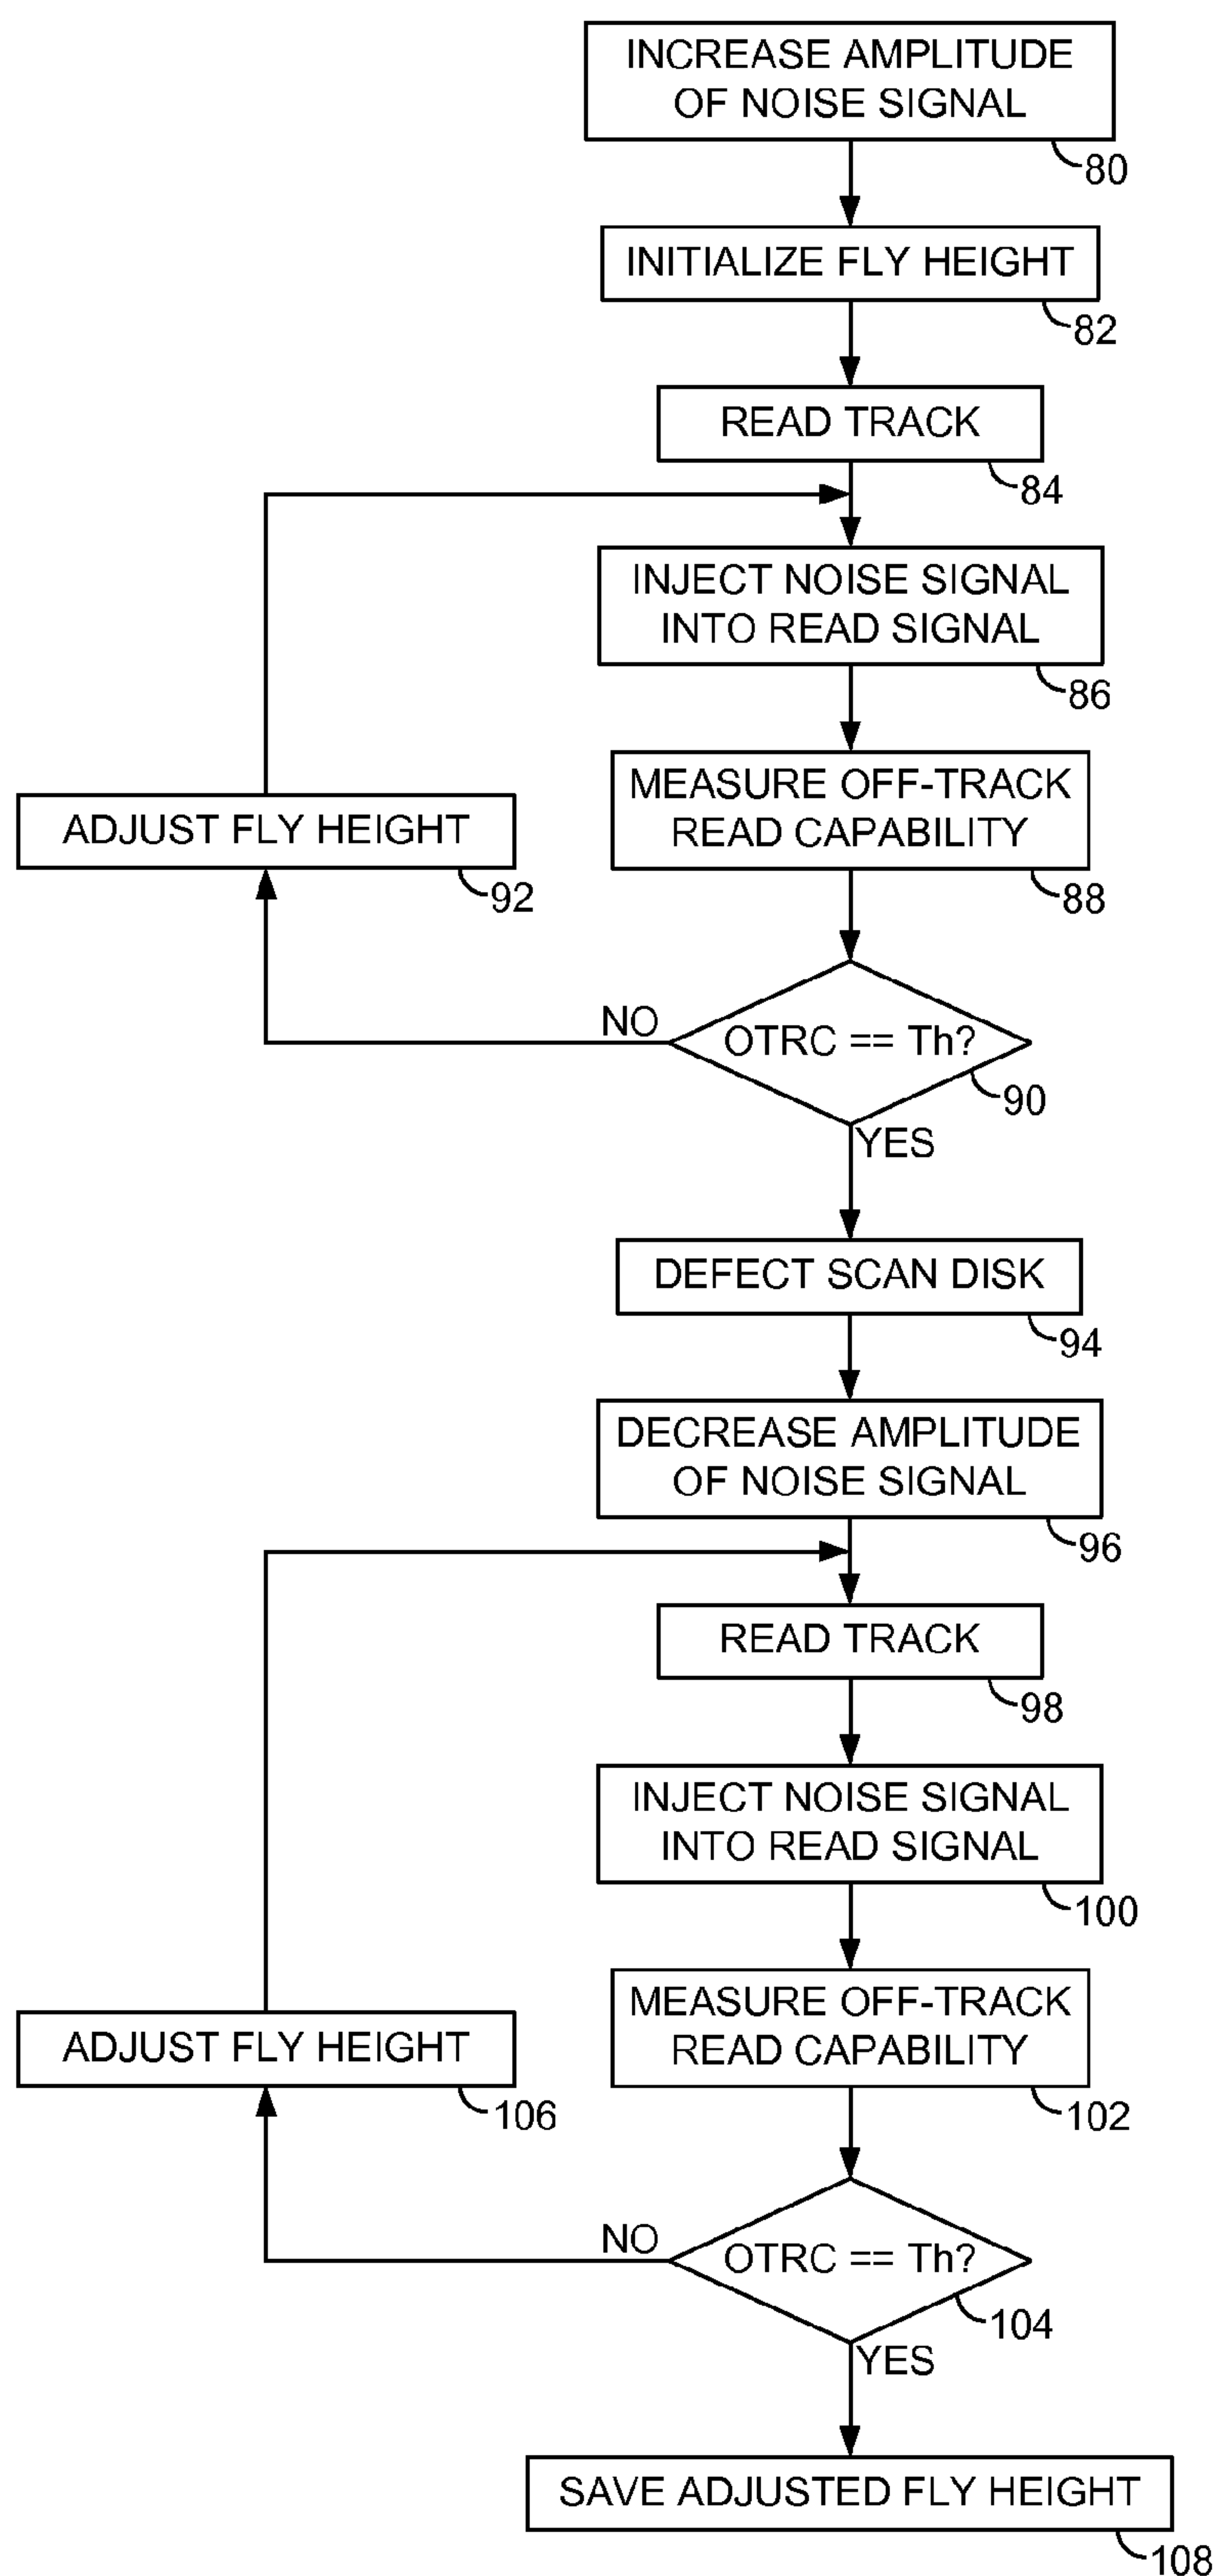 INCREASE AMPLITUDE
OF NOISE SIGNAL
80
INITIALIZE FLY HEIGHT
82
READ TRACK
84
INJECT NOISE SIGNAL
INTO READ SIGNAL
86
MEASURE OFF-TRACK
READ CAPABILITY
88
ADJUST FLY HEIGHT
92
NO
OTRC == Th?
90
YES
DEFECT SCAN DISK
94
DECREASE AMPLITUDE
OF NOISE SIGNAL
96
READ TRACK
98
INJECT NOISE SIGNAL
INTO READ SIGNAL
100
MEASURE OFF-TRACK
READ CAPABILITY
102
ADJUST FLY HEIGHT
106
NO
OTRC == Th?
104
YES
SAVE ADJUSTED FLY HEIGHT
108